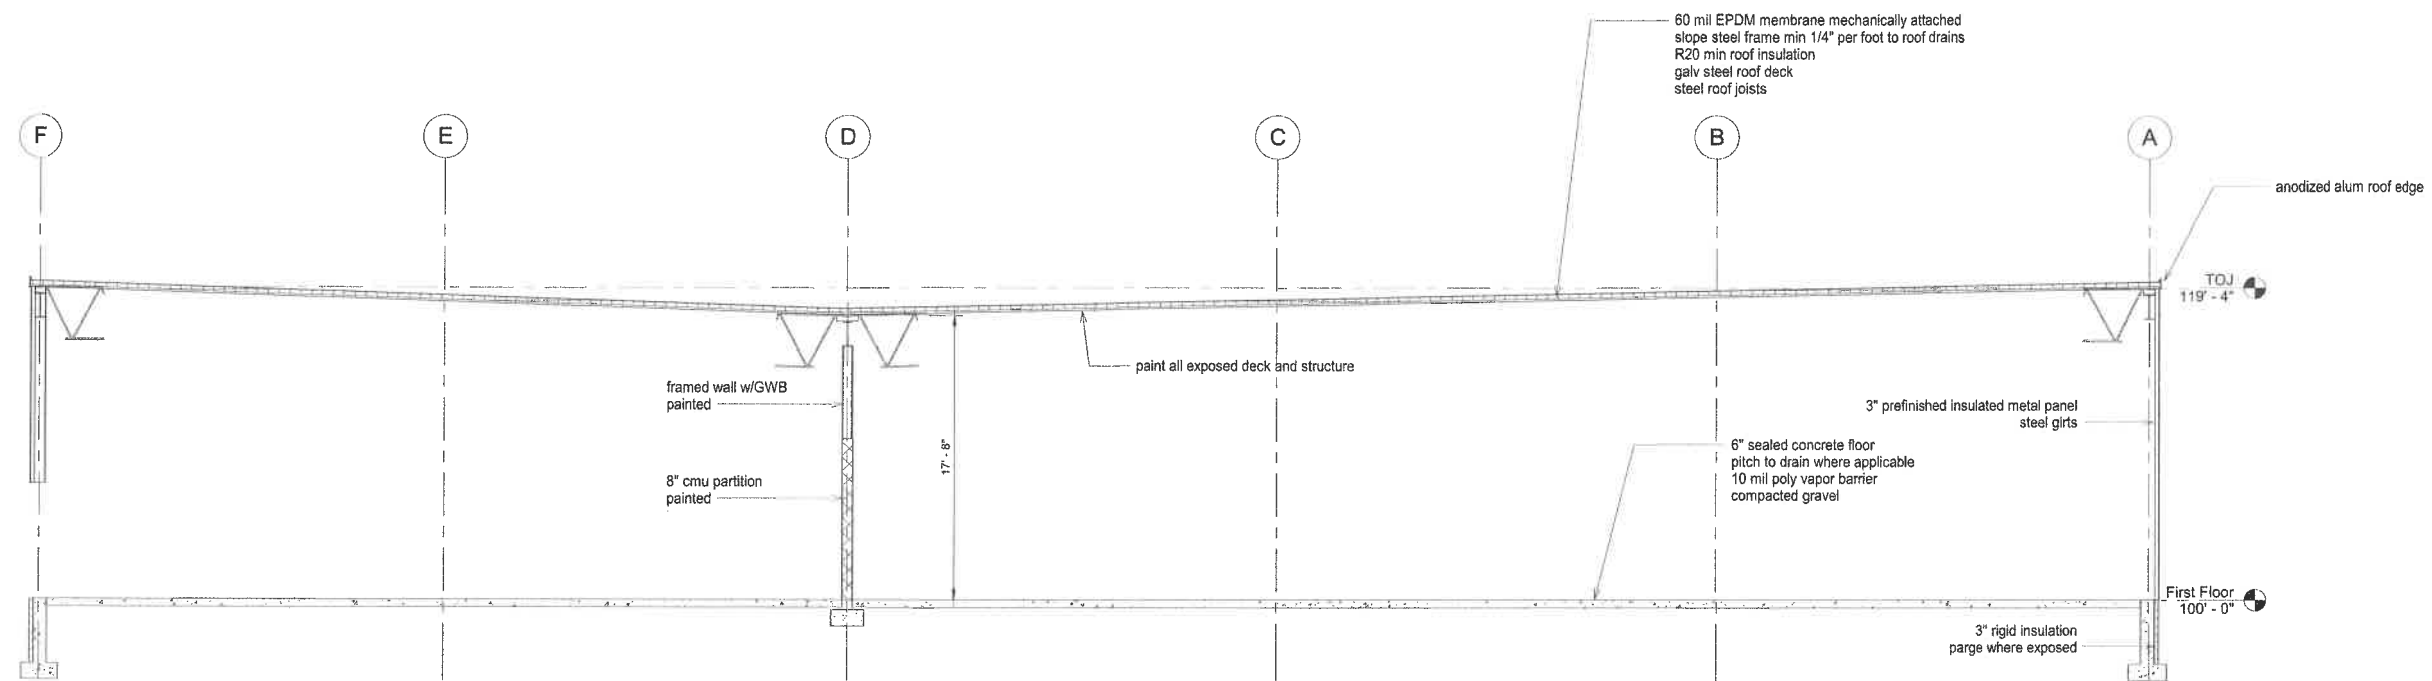 60 mil EPDM membrane mechanically attached
slope steel frame min 1/4" per foot to roof drains
R20 min roof insulation
galv steel roof deck
steel roof joists
F
E
D
C
B
A
anodized alum roof edge
TOJ
119' - 4"
paint all exposed deck and structure
framed wall w/GWB
painted
3" prefinished insulated metal panel
steel girts
17' - 8"
6" sealed concrete floor
pitch to drain where applicable
10 mil poly vapor barrier
compacted gravel
8" cmu partition
painted
First Floor
100' - 0"
3" rigid insulation
parge where exposed